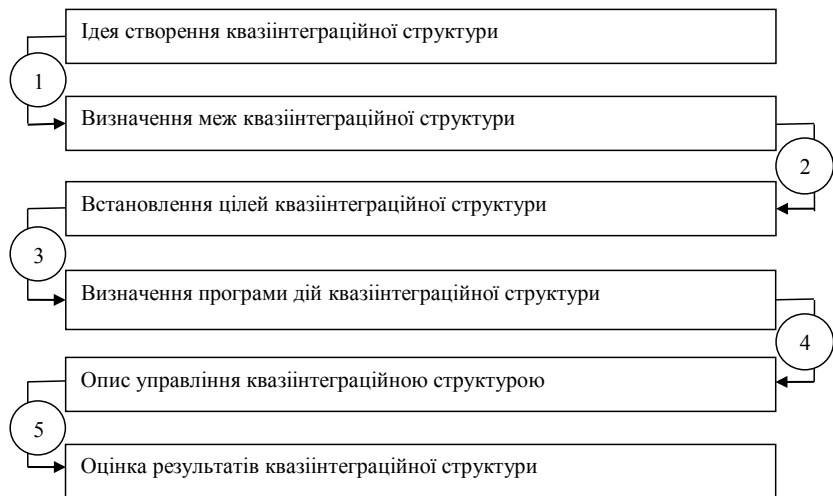 Ідея створення квазіінтеграційної структури
1
Визначення меж квазіінтеграційної структури
2
Встановлення цілей квазіінтеграційної структури
3
Визначення програми дій квазіінтеграційної структури
4
Опис управління квазіінтеграційною структурою
5
Оцінка результатів квазіінтеграційної структури